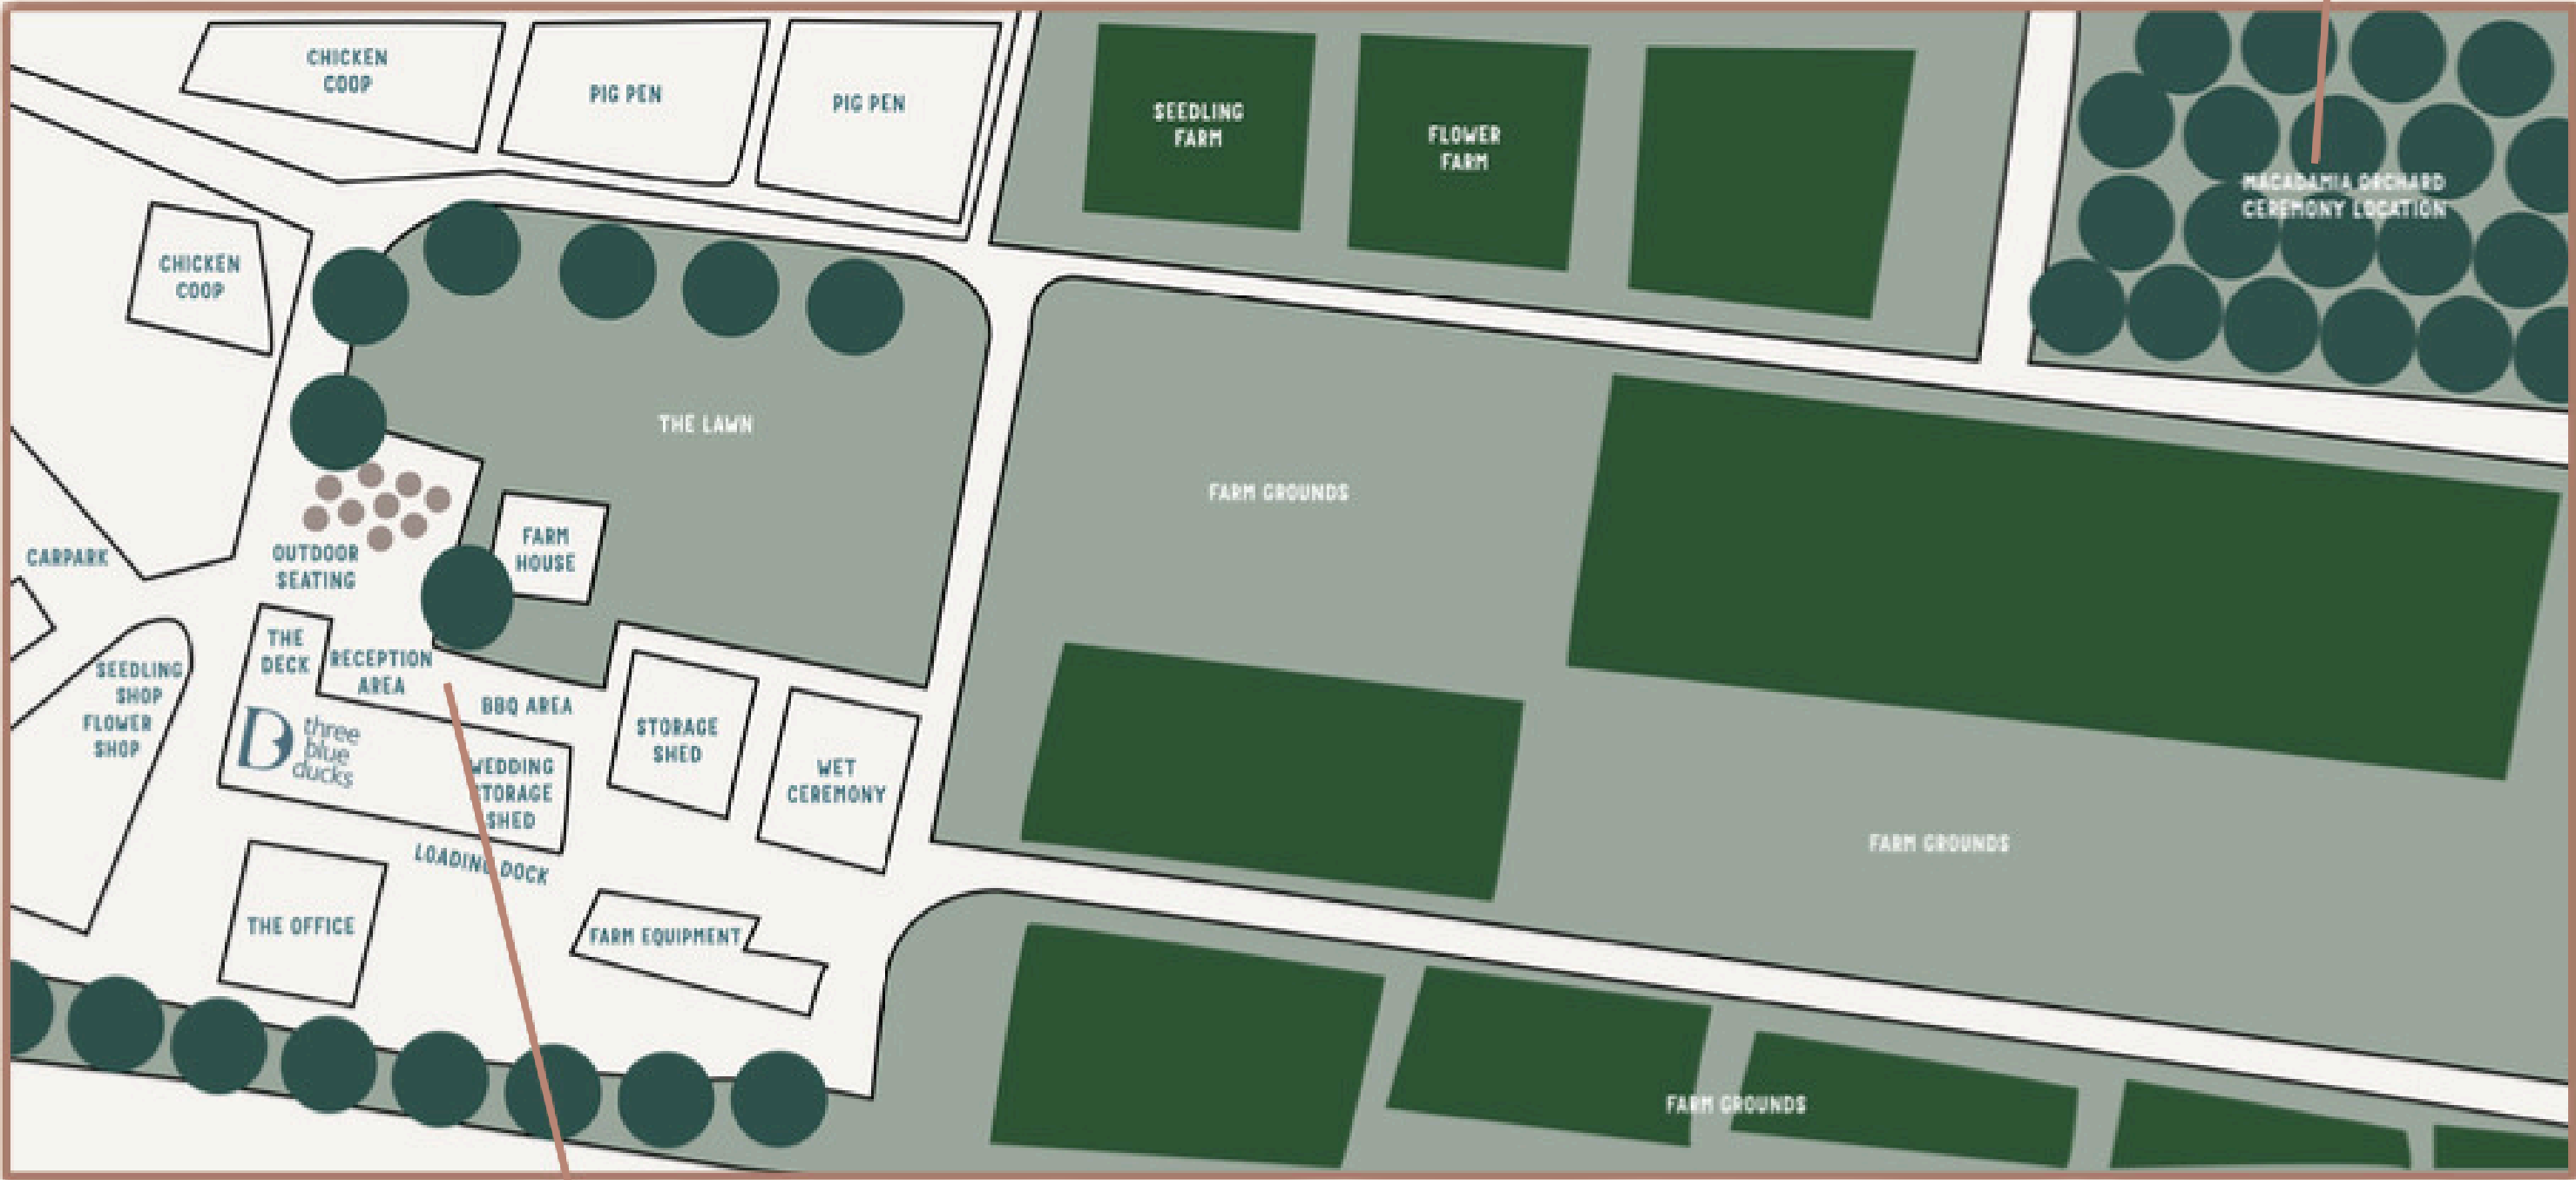 CHICKEN
COOP
PIG PEN
PIG PEN
SEEDLING
FARM
FLOWER
FARM
MACADAMIA ORCHARD
CEREMONY LOCATION
CHICKEN
COOP
THE LAWN
FARM GROUNDS
CARPARK
OUTDOOR
SEATING
FARM
HOUSE
THE
DECK
RECEPTION
AREA
BBQ AREA
SEEDLING
SHOP
FLOWER
SHOP
three
blue
ducks
WEDDING
STORAGE
SHED
STORAGE
SHED
WET
CEREMONY
LOADING DOCK
THE OFFICE
FARM EQUIPMENT
FARM GROUNDS
FARM GROUNDS